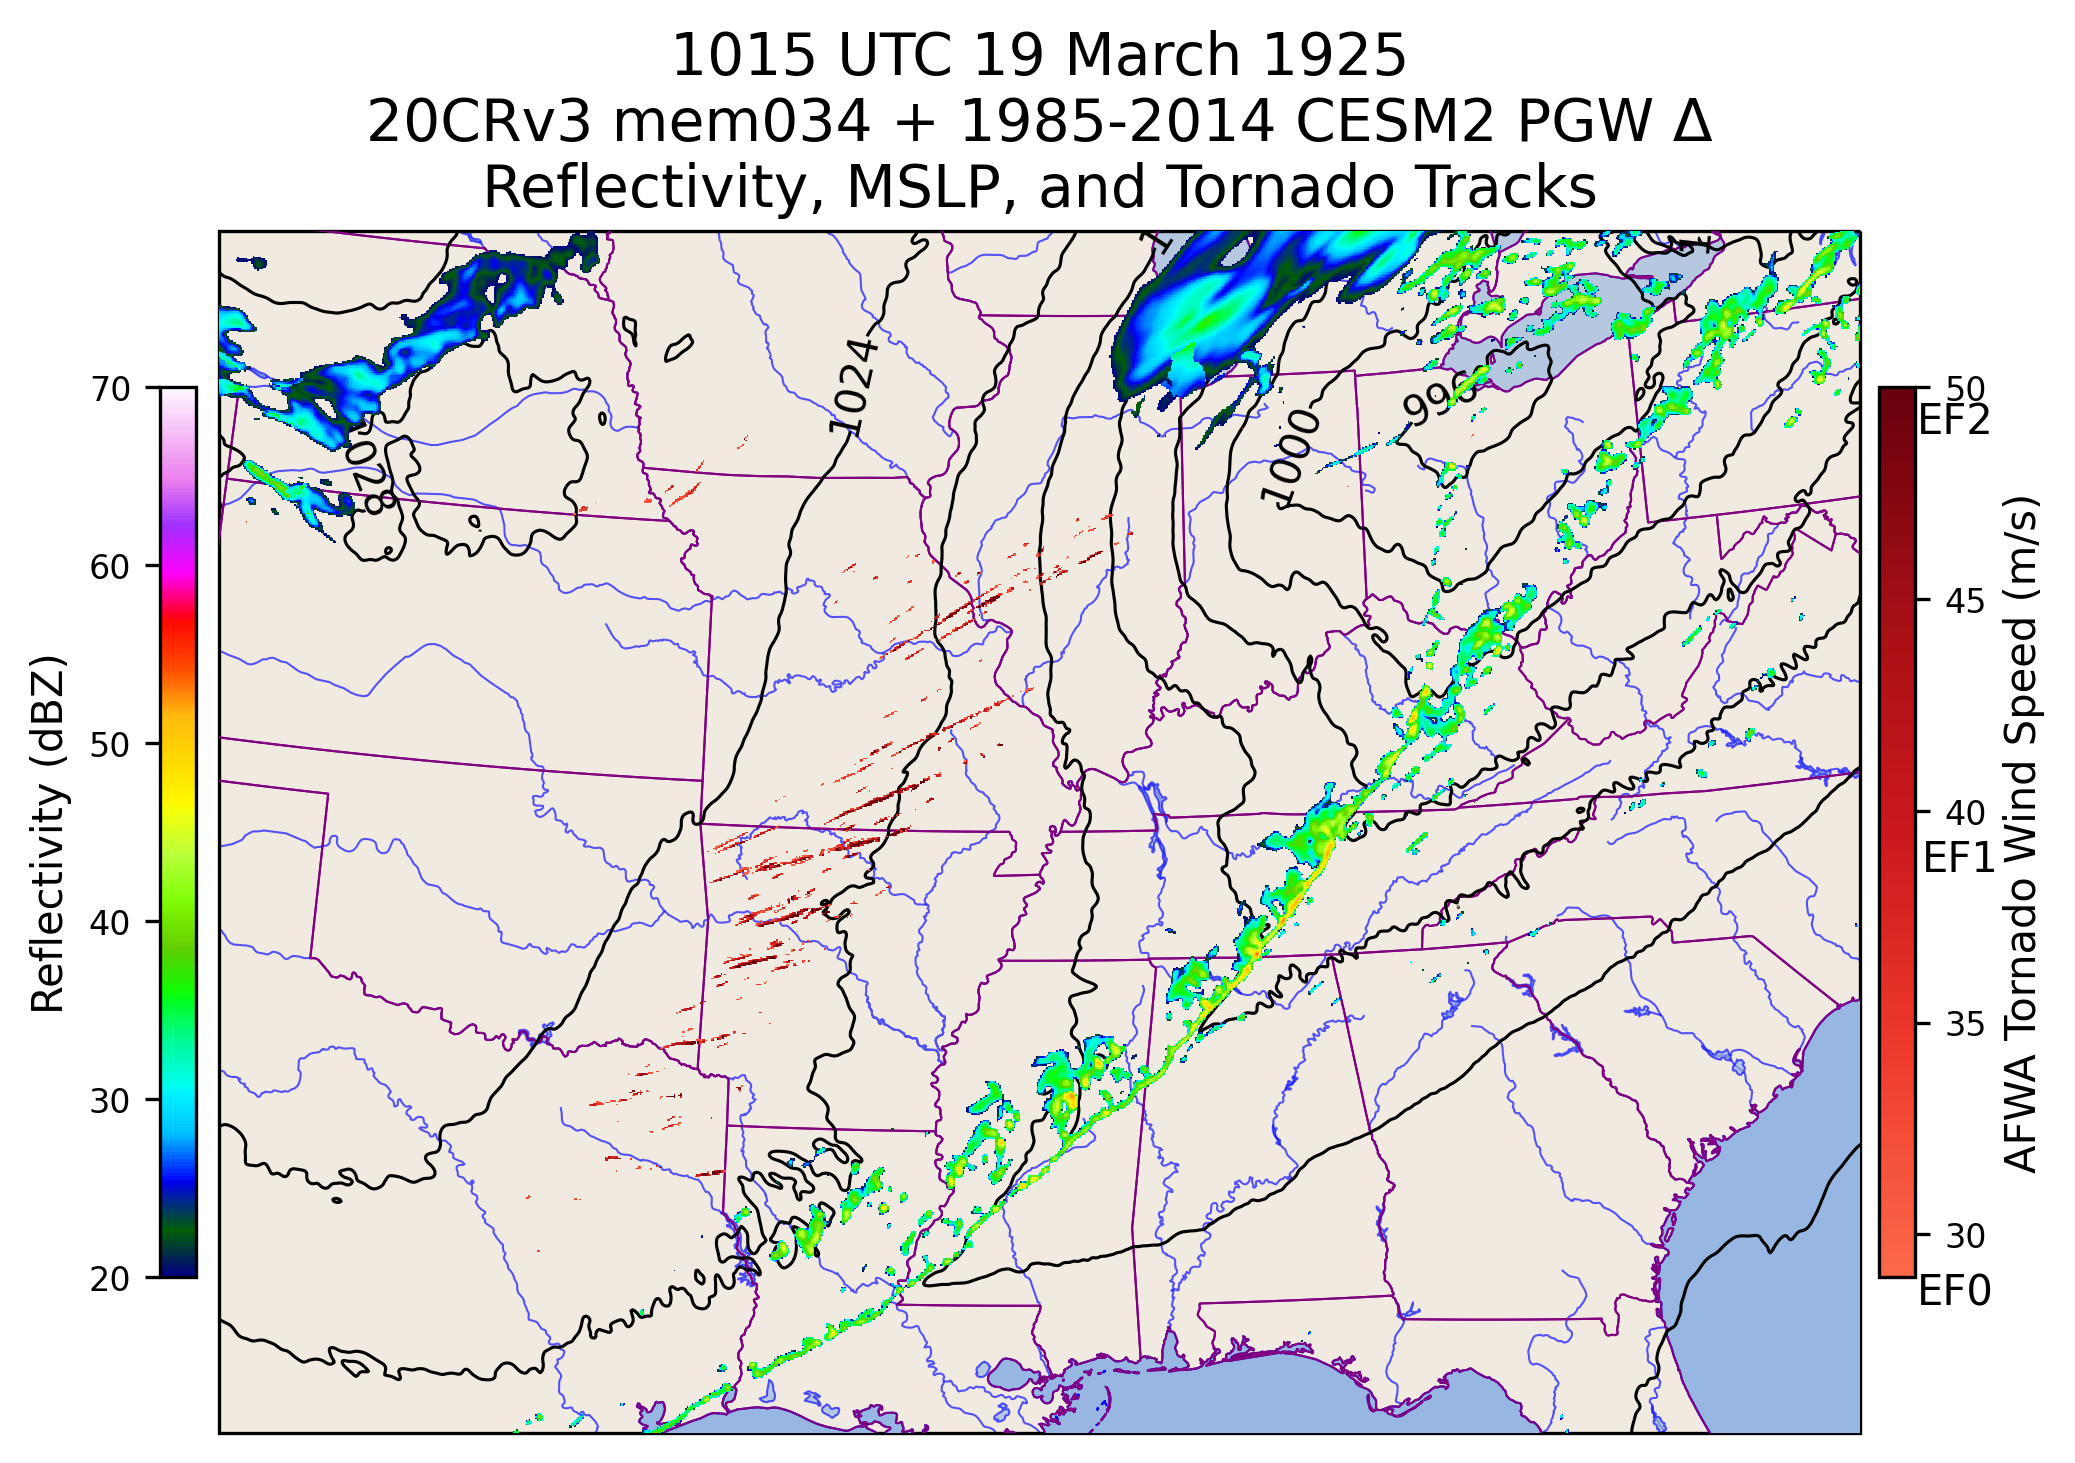 1015 UTC 19 March 1925
20CRv3 mem034 + 1985-2014 CESM2 PGW Δ
Reflectivity, MSLP, and Tornado Tracks
Reflectivity (dBZ)
70
60
50
40
30
20
1024
1028
1000
996
50
EF2
45
40
EF1
35
30
EF0
AFWA Tornado Wind Speed (m/s)